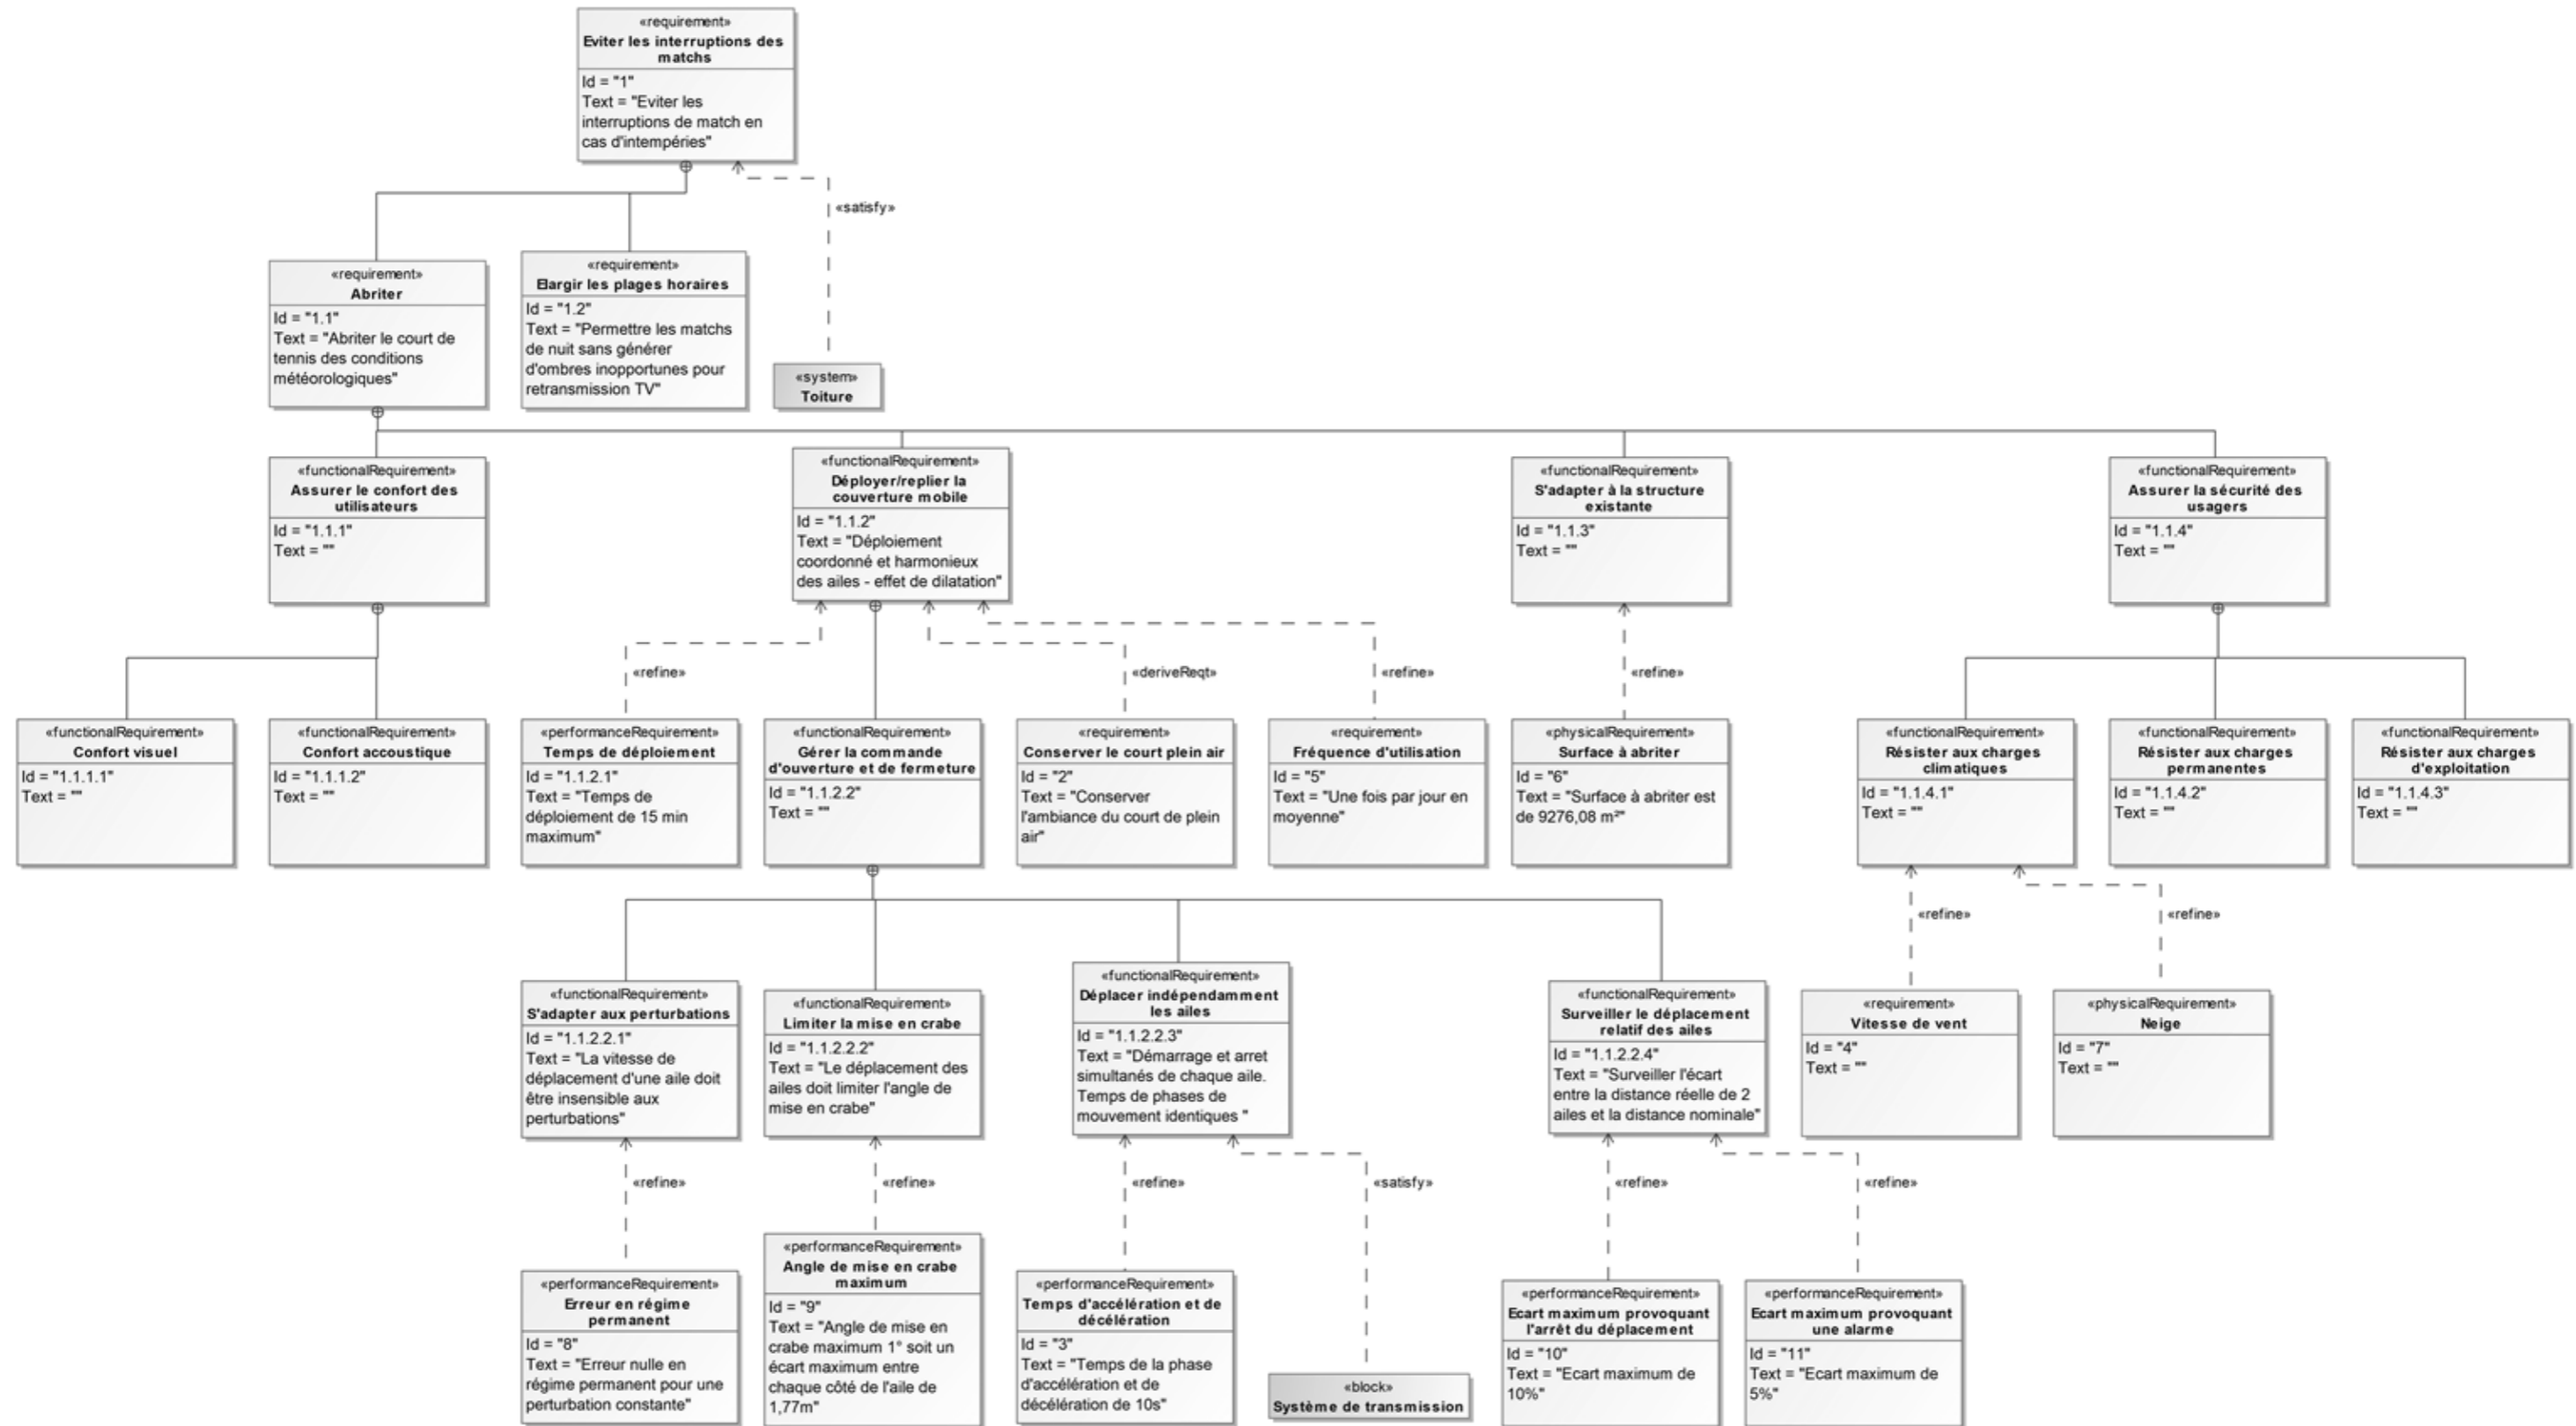 «requirement»
Eviter les interruptions des
matchs
Id = "1"
Text = "Eviter les
interruptions de match en
cas d'intempéries"
«satisfy»
«requirement»
Abriter
Id = "1.1"
Text = "Abriter le court de
tennis des conditions
météorologiques"
«requirement»
Elargir les plages horaires
Id = "1.2"
Text = "Permettre les matchs
de nuit sans générer
d'ombres inopportunes pour
retransmission TV"
«system»
Toiture
«functionalRequirement»
Assurer le confort des
utilisateurs
Id = "1.1.1"
Text = ""
«functionalRequirement»
Déployer/replier la
couverture mobile
Id = "1.1.2"
Text = "Déploiement
coordonné et harmonieux
des ailes - effet de dilatation"
«functionalRequirement»
S'adapter à la structure
existante
Id = "1.1.3"
Text = ""
«functionalRequirement»
Assurer la sécurité des
usagers
Id = "1.1.4"
Text = ""
«refine»
«deriveReqt»
«refine»
«refine»
«functionalRequirement»
Confort visuel
Id = "1.1.1.1"
Text = ""
«functionalRequirement»
Confort accoustique
Id = "1.1.1.2"
Text = ""
«performanceRequirement»
Temps de déploiement
Id = "1.1.2.1"
Text = "Temps de
déploiement de 15 min
maximum"
«functionalRequirement»
Gérer la commande
d'ouverture et de fermeture
Id = "1.1.2.2"
Text = ""
«requirement»
Conserver le court plein air
Id = "2"
Text = "Conserver
l'ambiance du court de plein
air"
«requirement»
Fréquence d'utilisation
Id = "5"
Text = "Une fois par jour en
moyenne"
«physicalRequirement»
Surface à abriter
Id = "6"
Text = "Surface à abriter est
de 9276,08 m²"
«functionalRequirement»
Résister aux charges
climatiques
Id = "1.1.4.1"
Text = ""
«functionalRequirement»
Résister aux charges
permanentes
Id = "1.1.4.2"
Text = ""
«functionalRequirement»
Résister aux charges
d'exploitation
Id = "1.1.4.3"
Text = ""
«refine»
«refine»
«functionalRequirement»
S'adapter aux perturbations
Id = "1.1.2.2.1"
Text = "La vitesse de
déplacement d'une aile doit
être insensible aux
perturbations"
«functionalRequirement»
Limiter la mise en crabe
Id = "1.1.2.2.2"
Text = "Le déplacement des
ailes doit limiter l'angle de
mise en crabe"
«functionalRequirement»
Déplacer indépendamment
les ailes
Id = "1.1.2.2.3"
Text = "Démarrage et arret
simultanés de chaque aile.
Temps de phases de
mouvement identiques "
«functionalRequirement»
Surveiller le déplacement
relatif des ailes
Id = "1.1.2.2.4"
Text = "Surveiller l'écart
entre la distance réelle de 2
ailes et la distance nominale"
«requirement»
Vitesse de vent
Id = "4"
Text = ""
«physicalRequirement»
Neige
Id = "7"
Text = ""
«refine»
«refine»
«refine»
«satisfy»
«refine»
«refine»
«performanceRequirement»
Erreur en régime
permanent
Id = "8"
Text = "Erreur nulle en
régime permanent pour une
perturbation constante"
«performanceRequirement»
Angle de mise en crabe
maximum
Id = "9"
Text = "Angle de mise en
crabe maximum 1° soit un
écart maximum entre
chaque côté de l'aile de
1,77m"
«performanceRequirement»
Temps d'accélération et de
décélération
Id = "3"
Text = "Temps de la phase
d'accélération et de
décélération de 10s"
«block»
Système de transmission
«performanceRequirement»
Ecart maximum provoquant
l'arrêt du déplacement
Id = "10"
Text = "Ecart maximum de
10%"
«performanceRequirement»
Ecart maximum provoquant
une alarme
Id = "11"
Text = "Ecart maximum de
5%"